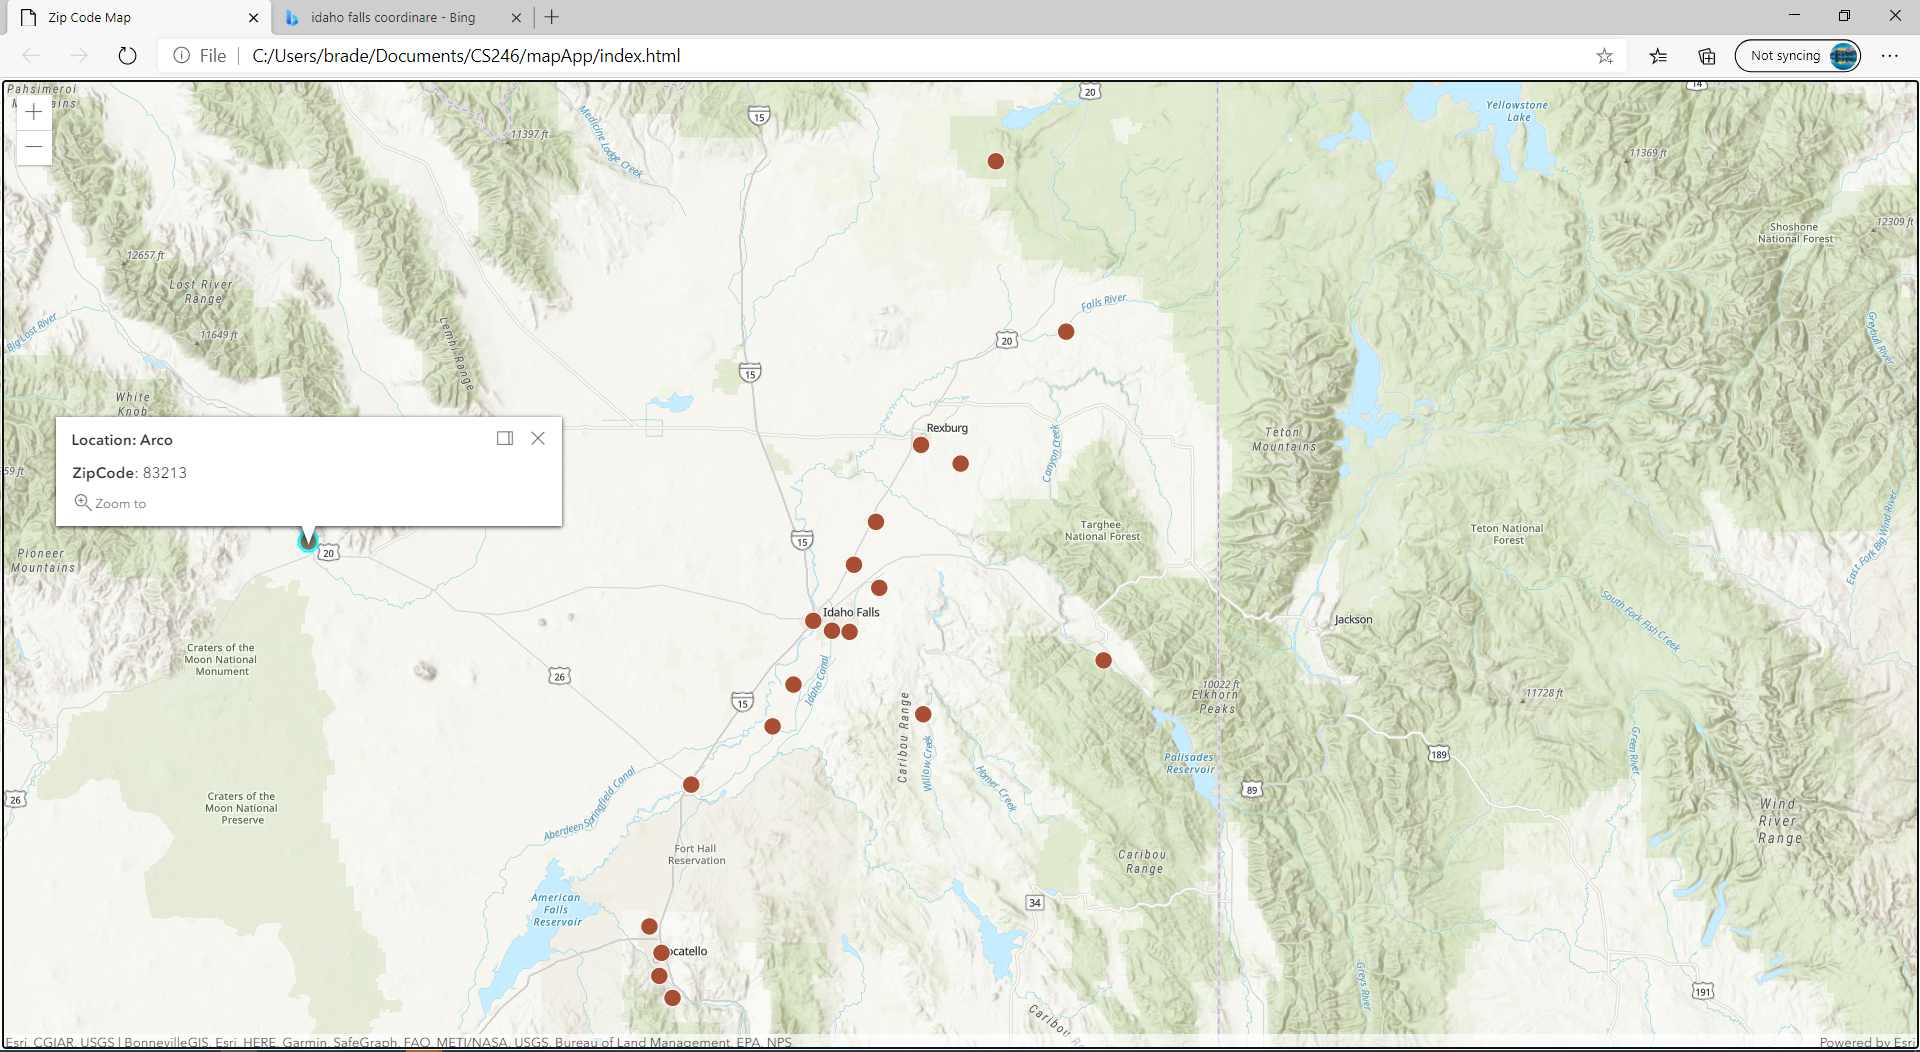 Zip Code Map
idaho falls coordinare - Bing
File
C:/Users/brade/Documents/CS246/mapApp/index.html
Not syncing
Pahsimeroi
Mountains
+
−
11397 ft
Medicine Lodge Creek
15
20
14
Yellowstone
Lake
11369 ft
Shoshone
National Forest
12309 ft
12657 ft
Lost River
Range
Big Lost River
11649 ft
Lemhi Range
Falls River
20
15
Greybull River
White
Knob
Rexburg
Canyon Creek
Teton
Mountains
Location: Arco
ZipCode: 83213
Zoom to
59 ft
20
Pioneer
Mountains
15
Targhee
National Forest
Teton National
Forest
East Fork Big Wind River
Idaho Falls
Jackson
South Fork Fish Creek
Craters of the
Moon National
Monument
26
Idaho Canal
15
10022 ft
Elkhorn
Peaks
11728 ft
Caribou Range
Willow Creek
Homer Creek
Palisades
Reservoir
189
89
Green River
26
Craters of the
Moon National
Preserve
Aberdeen Springfield Canal
Wind
River
Range
Fort Hall
Reservation
Caribou
Range
American
Falls
Reservoir
34
ocatello
Greys River
191
Caribou Ra
Esri, CGIAR, USGS | BonnevilleGIS, Esri, HERE, Garmin, SafeGraph, FAO, METI/NASA, USGS, Bureau of Land Management, EPA, NPS
Powered by Esri